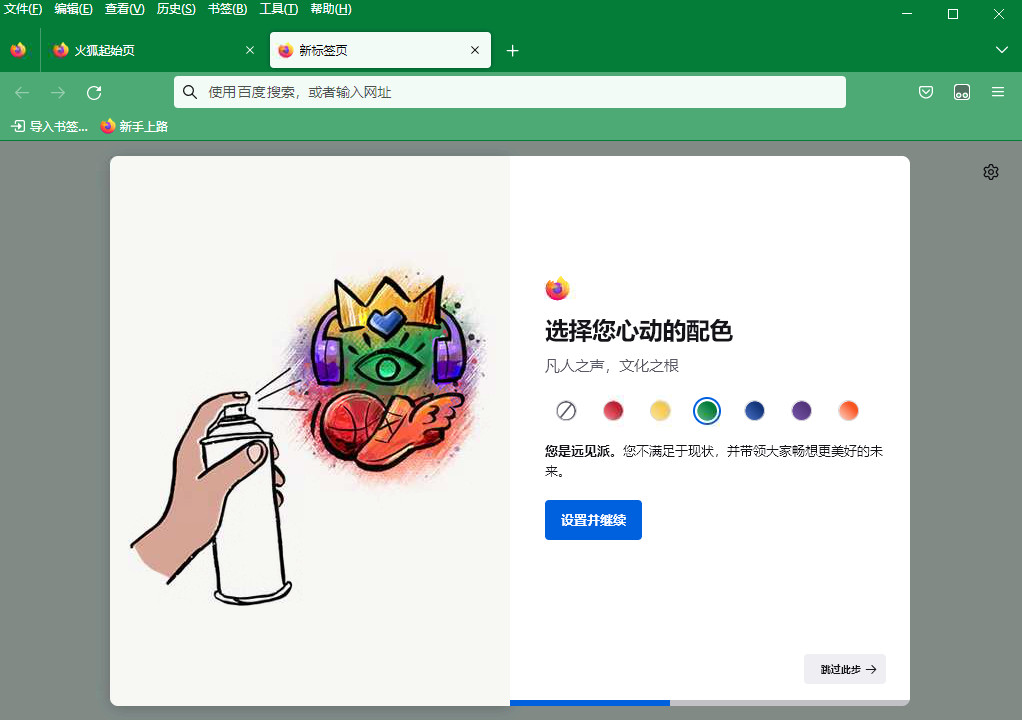 文件(F) 编辑(E) 查看(V) 历史(S) 书签(B) 工具(T) 帮助(H)
火狐起始页 新标签页
使用百度搜索，或者输入网址
导入书签... 新手上路
选择您心动的配色
凡人之声，文化之根
您是远见派。您不满足于现状，并带领大家畅想更美好的未
来。
设置并继续
跳过此步